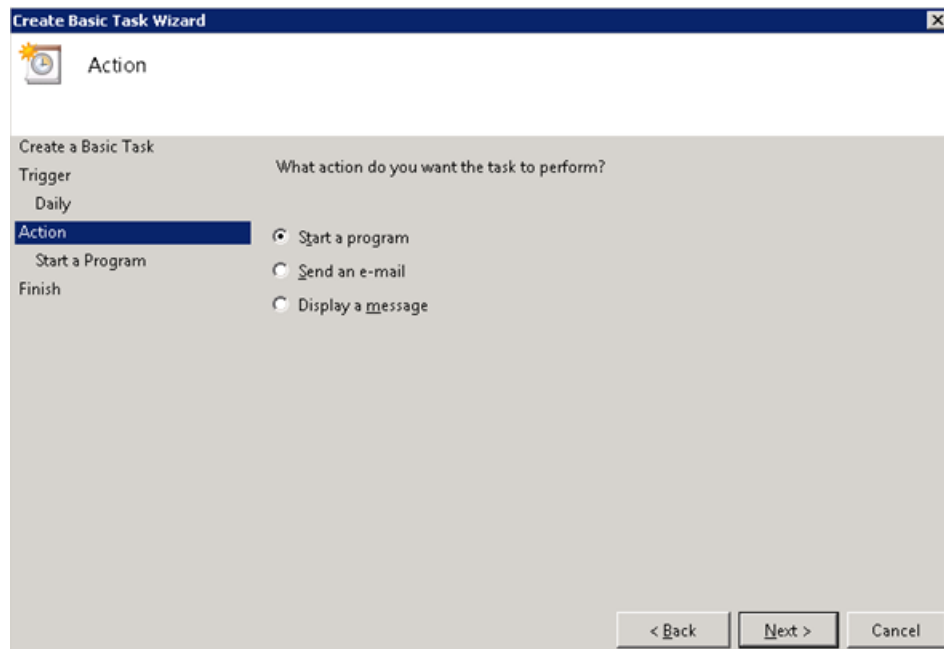 Create Basic Task Wizard
Action
Create a Basic Task
Trigger
Daily
Action
Start a Program
Finish
What action do you want the task to perform?
Start a program
Send an e-mail
Display a message
< Back
Next >
Cancel